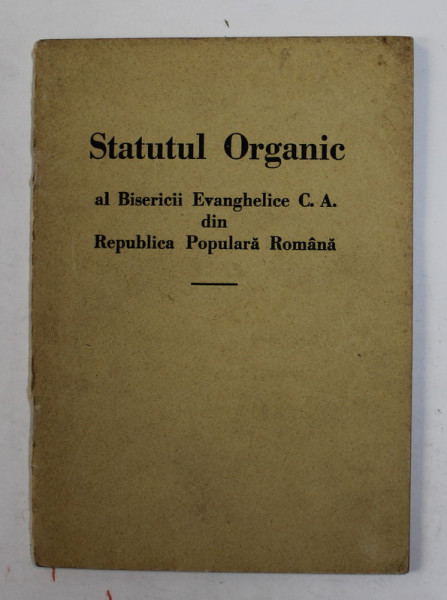 Statutul Organic
al Bisericii Evanghelice C. A.
din
Republica Populară Română